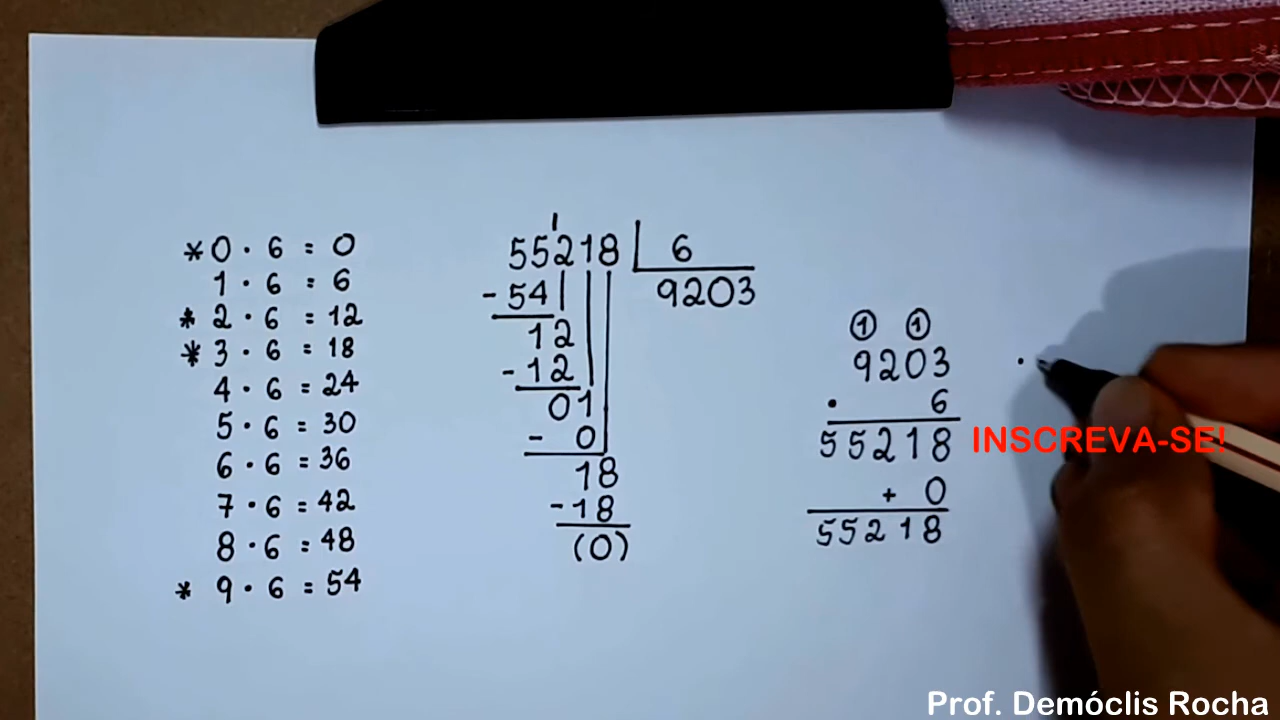 *0 · 6 = 0
1 · 6 = 6
* 2 · 6 = 12
* 3 · 6 = 18
4 · 6 = 24
5 · 6 = 30
6 · 6 = 36
7 · 6 = 42
8 · 6 = 48
* 9 · 6 = 54
55'218 6
- 54 9203
12
- 12
01
- 0
18
- 18
(0)
1 1
9203
· 6
55218
+ 0
55218
INSCREVA-SE!
Prof. Demóclis Rocha